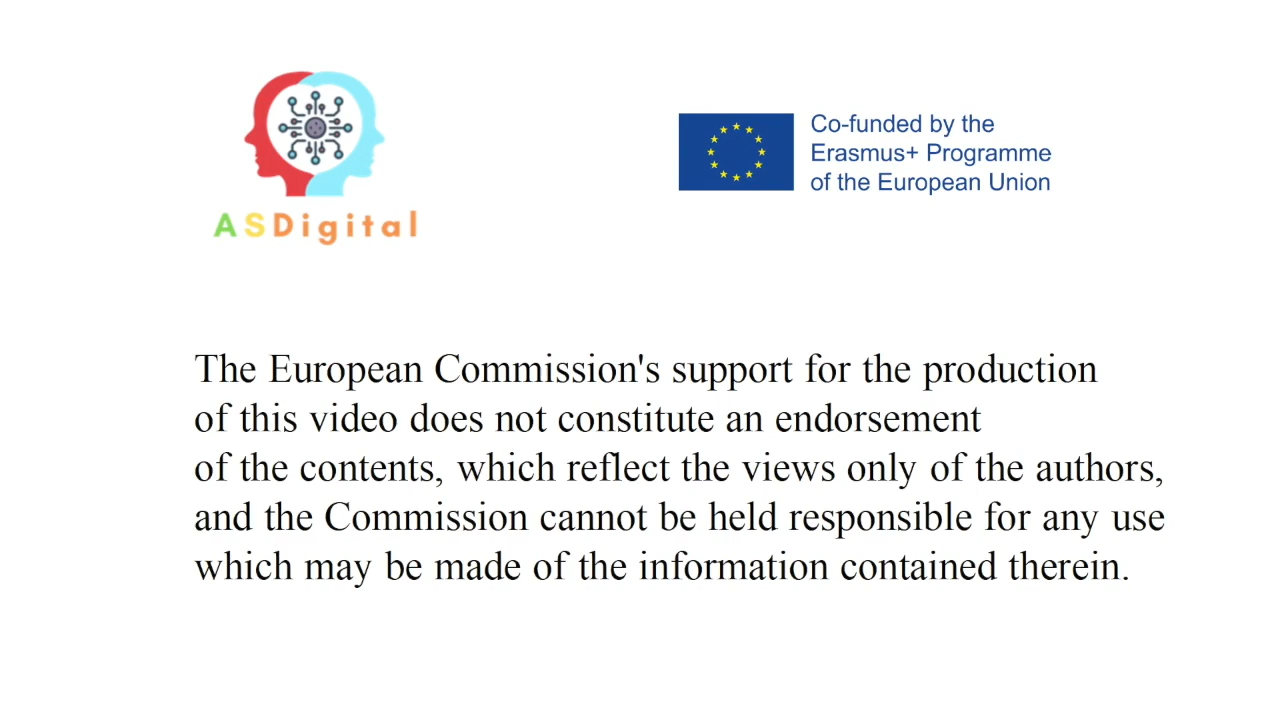 ASDigital
Co-funded by the
Erasmus+ Programme
of the European Union
The European Commission's support for the production
of this video does not constitute an endorsement
of the contents, which reflect the views only of the authors,
and the Commission cannot be held responsible for any use
which may be made of the information contained therein.